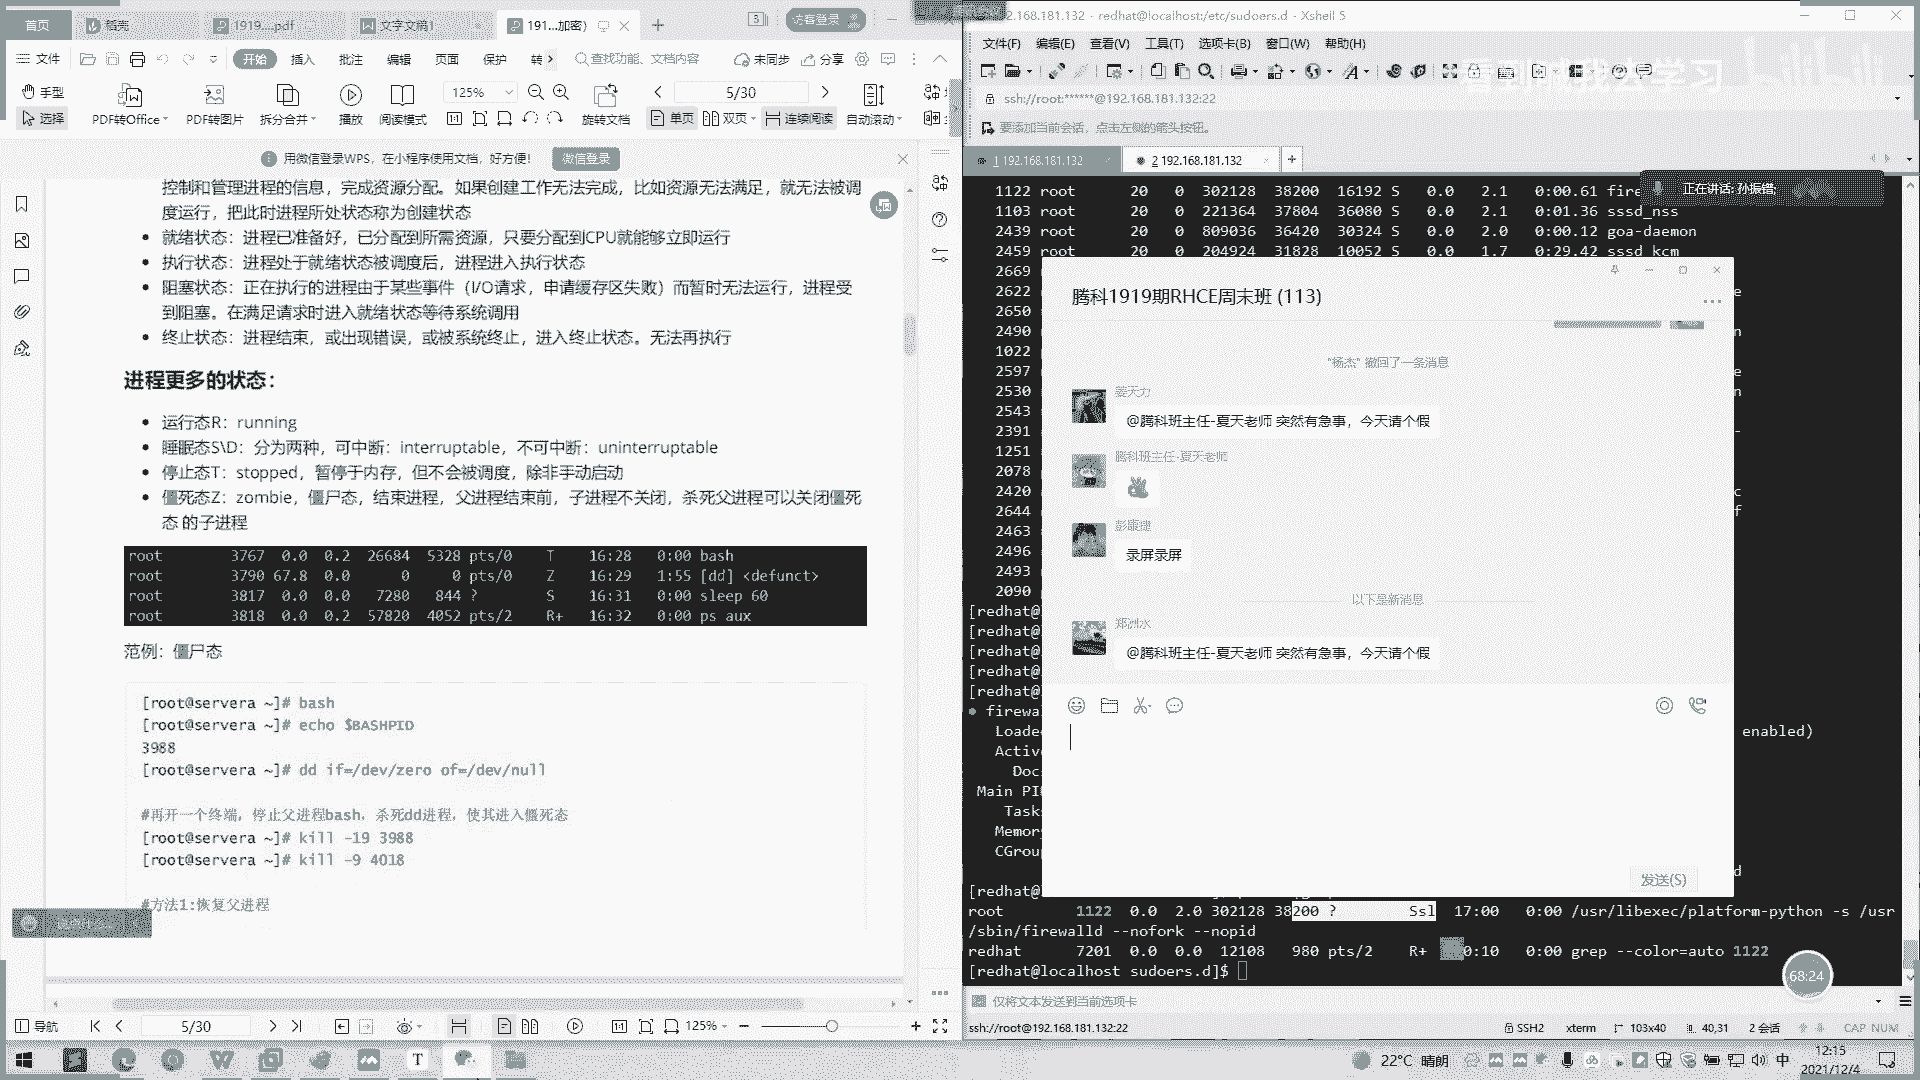 首页
稻壳
1919....pdf
文字文稿1
191...加密)
访客登录
文件
开始
插入
批注
编辑
页面
保护
转
查找功能、文档内容
未同步
分享
手型
选择
PDF转Office
PDF转图片
拆分合并
播放
阅读模式
125%
旋转文档
5/30
单页
双页
连续阅读
自动滚动
用微信登录WPS，在小程序使用文档，好方便！
微信登录
控制和管理进程的信息，完成资源分配。如果创建工作无法完成，比如资源无法满足，就无法被调
度运行，把此时进程所处状态称为创建状态
就绪状态：进程已准备好，已分配到所需资源，只要分配到CPU就能够立即运行
执行状态：进程处于就绪状态被调度后，进程进入执行状态
阻塞状态：正在执行的进程由于某些事件（I/O请求，申请缓存区失败）而暂时无法运行，进程受
到阻塞。在满足请求时进入就绪状态等待系统调用
终止状态：进程结束，或出现错误，或被系统终止，进入终止状态。无法再执行
进程更多的状态：
运行态R：running
睡眠态S\D：分为两种，可中断：interruptable，不可中断：uninterruptable
停止态T：stopped，暂停于内存，但不会被调度，除非手动启动
僵死态Z：zombie，僵尸态，结束进程，父进程结束前，子进程不关闭，杀死父进程可以关闭僵死
态 的子进程
root 3767 0.0 0.2 26684 5328 pts/0 T 16:28 0:00 bash
root 3790 67.8 0.0 0 0 pts/0 Z 16:29 1:55 [dd] <defunct>
root 3817 0.0 0.0 7280 844 ? S 16:31 0:00 sleep 60
root 3818 0.0 0.2 57820 4052 pts/2 R+ 16:32 0:00 ps aux
范例：僵尸态
[root@servera ~]# bash
[root@servera ~]# echo $BASHPID
3988
[root@servera ~]# dd if=/dev/zero of=/dev/null
#再开一个终端，停止父进程bash，杀死dd进程，使其进入僵死态
[root@servera ~]# kill -19 3988
[root@servera ~]# kill -9 4018
#方法1:恢复父进程
导航
5/30
125%
192.168.181.132 - redhat@localhost:/etc/sudoers.d - Xshell 5
文件(F) 编辑(E) 查看(V) 工具(T) 选项卡(B) 窗口(W) 帮助(H)
看到喊我去学习
ssh://root:******@192.168.181.132:22
要添加当前会话，点击左侧的箭头按钮。
1 192.168.181.132
2 192.168.181.132
正在讲话: 孙振锴;
1122 root 20 0 302128 38200 16192 S 0.0 2.1 0:00.61 fire
1103 root 20 0 221364 37804 36080 S 0.0 2.1 0:01.36 sssd_nss
2439 root 20 0 809036 36420 30324 S 0.0 2.0 0:00.12 goa-daemon
2459 root 20 0 204924 31828 10052 S 0.0 1.7 0:29.42 sssd_kcm
2669
2622 e
2650
2490 n
1022
2597 e
2530 n
2543
2391 -
1251
2078
2420 c
2644 f
2463
2496
2493
2090
[redhat@
[redhat@
[redhat@
[redhat@
[redhat@
● firewa
Loade enabled)
Activ
Doc
Main PI
Task
Memor
CGrou d
[redhat@
root 1122 0.0 2.0 302128 38200 ? Ssl 17:00 0:00 /usr/libexec/platform-python -s /usr
/sbin/firewalld --nofork --nopid
redhat 7201 0.0 0.0 12108 980 pts/2 R+ 0:10 0:00 grep --color=auto 1122
[redhat@localhost sudoers.d]$
腾科1919期RHCE周末班 (113)
"杨杰" 撤回了一条消息
姜天力
@腾科班主任-夏天老师 突然有急事，今天请个假
腾科班主任-夏天老师
彭康捷
录屏录屏
以下是新消息
郑洲水
@腾科班主任-夏天老师 突然有急事，今天请个假
发送(S)
68:24
仅将文本发送到当前选项卡
ssh://root@192.168.181.132:22
SSH2
xterm
103x40
40,31
2 会话
CAP NUM
22°C 晴朗
中
12:15
2021/12/4